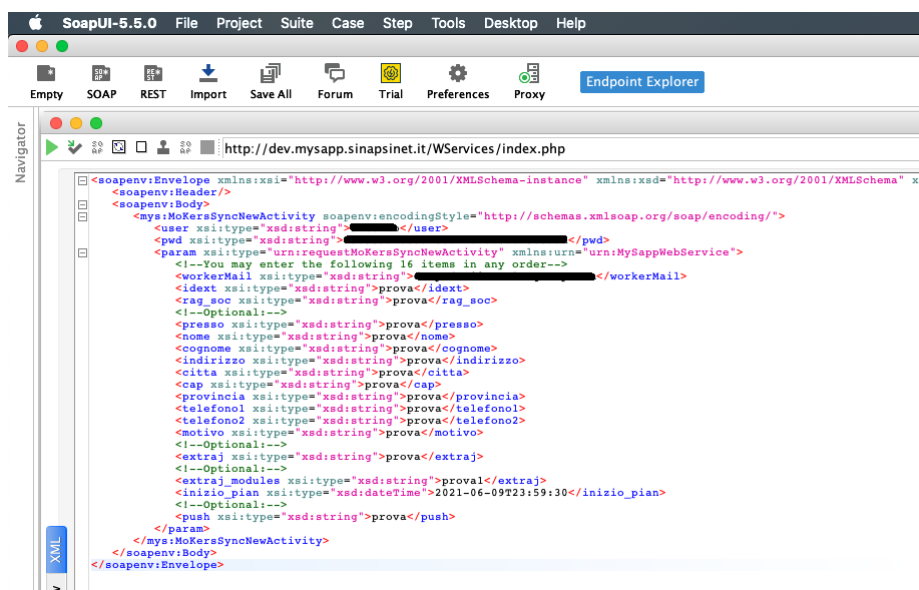 SoapUI-5.5.0 File Project Suite Case Step Tools Desktop Help
Empty SOAP REST Import Save All Forum Trial Preferences Proxy Endpoint Explorer
Navigator
http://dev.mysapp.sinapsinet.it/WServices/index.php
<soapenv:Envelope xmlns:xsi="http://www.w3.org/2001/XMLSchema-instance" xmlns:xsd="http://www.w3.org/2001/XMLSchema" x
<soapenv:Header/>
<soapenv:Body>
<mys:MoKersSyncNewActivity soapenv:encodingStyle="http://schemas.xmlsoap.org/soap/encoding/">
<user xsi:type="xsd:string"></user>
<pwd xsi:type="xsd:string"></pwd>
<param xsi:type="urn:requestMoKersSyncNewActivity" xmlns:urn="urn:MySappWebService">
<!--You may enter the following 16 items in any order-->
<workerMail xsi:type="xsd:string"></workerMail>
<idext xsi:type="xsd:string">prova</idext>
<rag_soc xsi:type="xsd:string">prova</rag_soc>
<!--Optional:-->
<presso xsi:type="xsd:string">prova</presso>
<nome xsi:type="xsd:string">prova</nome>
<cognome xsi:type="xsd:string">prova</cognome>
<indirizzo xsi:type="xsd:string">prova</indirizzo>
<citta xsi:type="xsd:string">prova</citta>
<cap xsi:type="xsd:string">prova</cap>
<provincia xsi:type="xsd:string">prova</provincia>
<telefono1 xsi:type="xsd:string">prova</telefono1>
<telefono2 xsi:type="xsd:string">prova</telefono2>
<motivo xsi:type="xsd:string">prova</motivo>
<!--Optional:-->
<extraj xsi:type="xsd:string">prova</extraj>
<!--Optional:-->
<extraj_modules xsi:type="xsd:string">prova1</extraj>
<inizio_pian xsi:type="xsd:dateTime">2021-06-09T23:59:30</inizio_pian>
<!--Optional:-->
<push xsi:type="xsd:string">prova</push>
</param>
</mys:MoKersSyncNewActivity>
</soapenv:Body>
</soapenv:Envelope>
XML